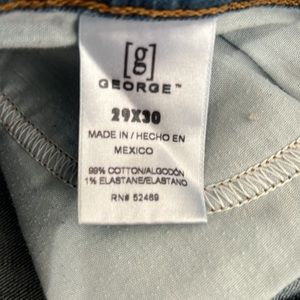 [g]
GEORGE™
29X30
MADE IN / HECHO EN
MEXICO
99% COTTON/ALGODÓN
1% ELASTANE/ELASTANO
RN# 52469